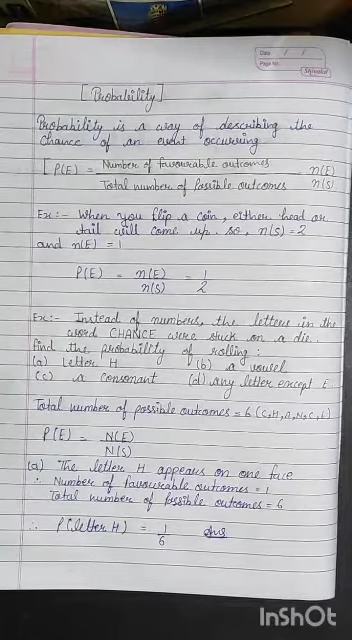 Date / /
Page No.
Shivalal
[Probability]
Probability is a way of describing the
chance of an event occurring
[P(E) = Number of favourable outcomes n(E)
Total number of Possible outcomes n(S)
Ex:- When you flip a coin, either head or
tail will come up. so, n(S) = 2
and n(E) = 1
P(E) = n(E) = 1
n(S) 2
Ex:- Instead of numbers, the letters in the
word CHANCE were stuck on a die.
find the probability of rolling:
(a) Letter H (b) a vowel
(c) a consonant (d) any letter except E
Total number of possible outcomes = 6 (C,H,A,N,C,E)
P(E) = N(E)
N(S)
(a) The letter H appears on one face
∴ Number of favourable outcomes = 1
Total number of possible outcomes = 6
∴ P(letter H) = 1 Ans
6
InShOt